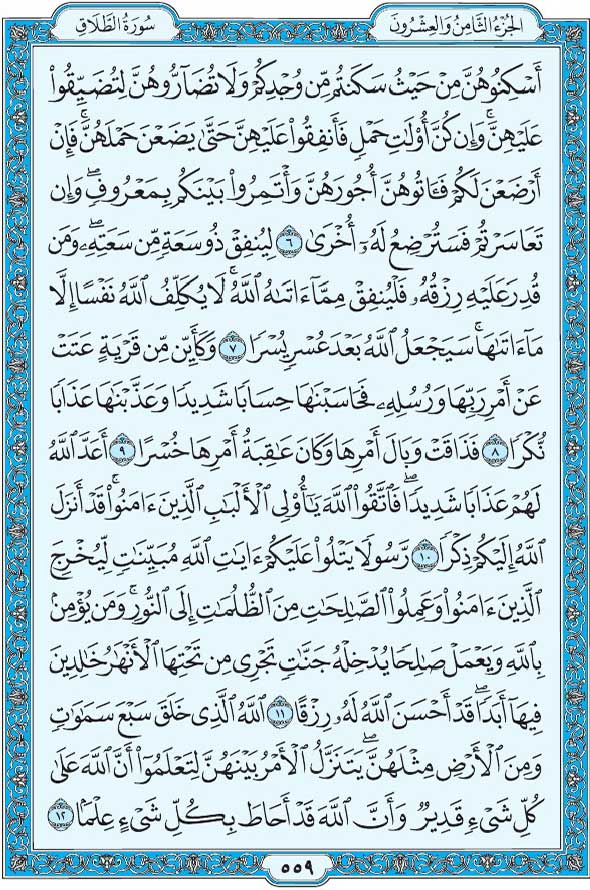 الجزء الثامن والعشرون
سورة الطلاق
أَسْكِنُوهُنَّ مِنْ حَيْثُ سَكَنتُم مِّن وُجْدِكُمْ وَلَا تُضَآرُّوهُنَّ لِتُضَيِّقُوا۟
عَلَيْهِنَّ ۚ وَإِن كُنَّ أُو۟لَٰتِ حَمْلٍ فَأَنفِقُوا۟ عَلَيْهِنَّ حَتَّىٰ يَضَعْنَ حَمْلَهُنَّ ۚ فَإِنْ
أَرْضَعْنَ لَكُمْ فَـَٔاتُوهُنَّ أُجُورَهُنَّ ۖ وَأْتَمِرُوا۟ بَيْنَكُم بِمَعْرُوفٍ ۖ وَإِن
تَعَاسَرْتُمْ فَسَتُرْضِعُ لَهُۥٓ أُخْرَىٰ ٦ لِيُنفِقْ ذُو سَعَةٍ مِّن سَعَتِهِۦ ۖ وَمَن
قُدِرَ عَلَيْهِ رِزْقُهُۥ فَلْيُنفِقْ مِمَّآ ءَاتَىٰهُ ٱللَّهُ ۚ لَا يُكَلِّفُ ٱللَّهُ نَفْسًا إِلَّا
مَآ ءَاتَىٰهَا ۚ سَيَجْعَلُ ٱللَّهُ بَعْدَ عُسْرٍ يُسْرًا ٧ وَكَأَيِّن مِّن قَرْيَةٍ عَتَتْ
عَنْ أَمْرِ رَبِّهَا وَرُسُلِهِۦ فَحَاسَبْنَٰهَا حِسَابًا شَدِيدًا وَعَذَّبْنَٰهَا عَذَابًا
نُّكْرًا ٨ فَذَاقَتْ وَبَالَ أَمْرِهَا وَكَانَ عَٰقِبَةُ أَمْرِهَا خُسْرًا ٩ أَعَدَّ ٱللَّهُ
لَهُمْ عَذَابًا شَدِيدًا ۖ فَٱتَّقُوا۟ ٱللَّهَ يَٰٓأُو۟لِى ٱلْأَلْبَٰبِ ٱلَّذِينَ ءَامَنُوا۟ ۚ قَدْ أَنزَلَ
ٱللَّهُ إِلَيْكُمْ ذِكْرًا ١٠ رَّسُولًا يَتْلُوا۟ عَلَيْكُمْ ءَايَٰتِ ٱللَّهِ مُبَيِّنَٰتٍ لِّيُخْرِجَ
ٱلَّذِينَ ءَامَنُوا۟ وَعَمِلُوا۟ ٱلصَّٰلِحَٰتِ مِنَ ٱلظُّلُمَٰتِ إِلَى ٱلنُّورِ ۚ وَمَن يُؤْمِنۢ
بِٱللَّهِ وَيَعْمَلْ صَٰلِحًا يُدْخِلْهُ جَنَّٰتٍ تَجْرِى مِن تَحْتِهَا ٱلْأَنْهَٰرُ خَٰلِدِينَ
فِيهَآ أَبَدًا ۖ قَدْ أَحْسَنَ ٱللَّهُ لَهُۥ رِزْقًا ١١ ٱللَّهُ ٱلَّذِى خَلَقَ سَبْعَ سَمَٰوَٰتٍ
وَمِنَ ٱلْأَرْضِ مِثْلَهُنَّ ۖ يَتَنَزَّلُ ٱلْأَمْرُ بَيْنَهُنَّ لِتَعْلَمُوٓا۟ أَنَّ ٱللَّهَ عَلَىٰ
كُلِّ شَىْءٍ قَدِيرٌ وَأَنَّ ٱللَّهَ قَدْ أَحَاطَ بِكُلِّ شَىْءٍ عِلْمًۢا ١٢
٥٥٩